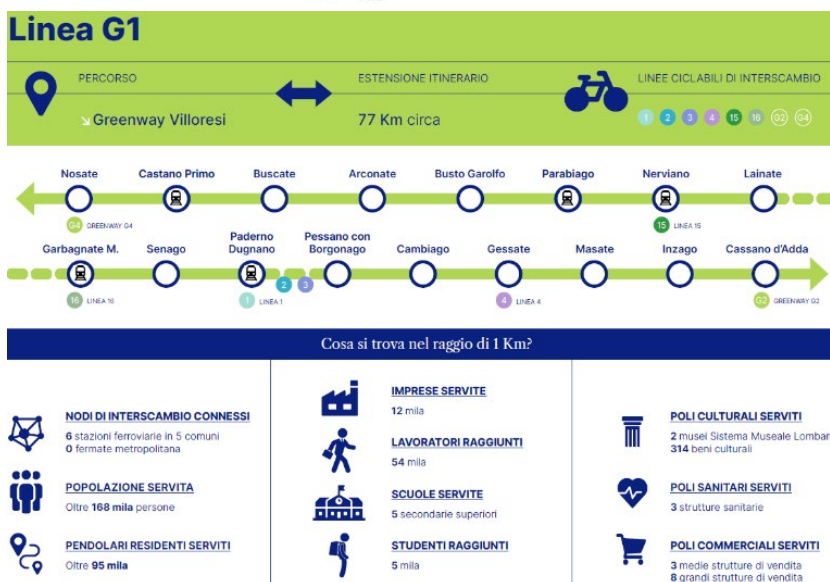 Linea G1
PERCORSO
Greenway Villoresi
ESTENSIONE ITINERARIO
77 Km circa
LINEE CICLABILI DI INTERSCAMBIO
1 2 3 4 15 16 G2 G4
Nosate Castano Primo Buscate Arconate Busto Garolfo Parabiago Nerviano Lainate
G4 GREENWAY G4 15 LINEA 15
Garbagnate M. Senago Paderno Dugnano Pessano con Borgonago Cambiago Gessate Masate Inzago Cassano d'Adda
2 3
16 LINEA 16 1 LINEA 1 4 LINEA 4 G2 GREENWAY G2
Cosa si trova nel raggio di 1 Km?
NODI DI INTERSCAMBIO CONNESSI
6 stazioni ferroviarie in 5 comuni
0 fermate metropolitana
POPOLAZIONE SERVITA
Oltre 168 mila persone
PENDOLARI RESIDENTI SERVITI
Oltre 95 mila
IMPRESE SERVITE
12 mila
LAVORATORI RAGGIUNTI
54 mila
SCUOLE SERVITE
5 secondarie superiori
STUDENTI RAGGIUNTI
5 mila
POLI CULTURALI SERVITI
2 musei Sistema Museale Lombar
314 beni culturali
POLI SANITARI SERVITI
3 strutture sanitarie
POLI COMMERCIALI SERVITI
3 medie strutture di vendita
8 grandi strutture di vendita